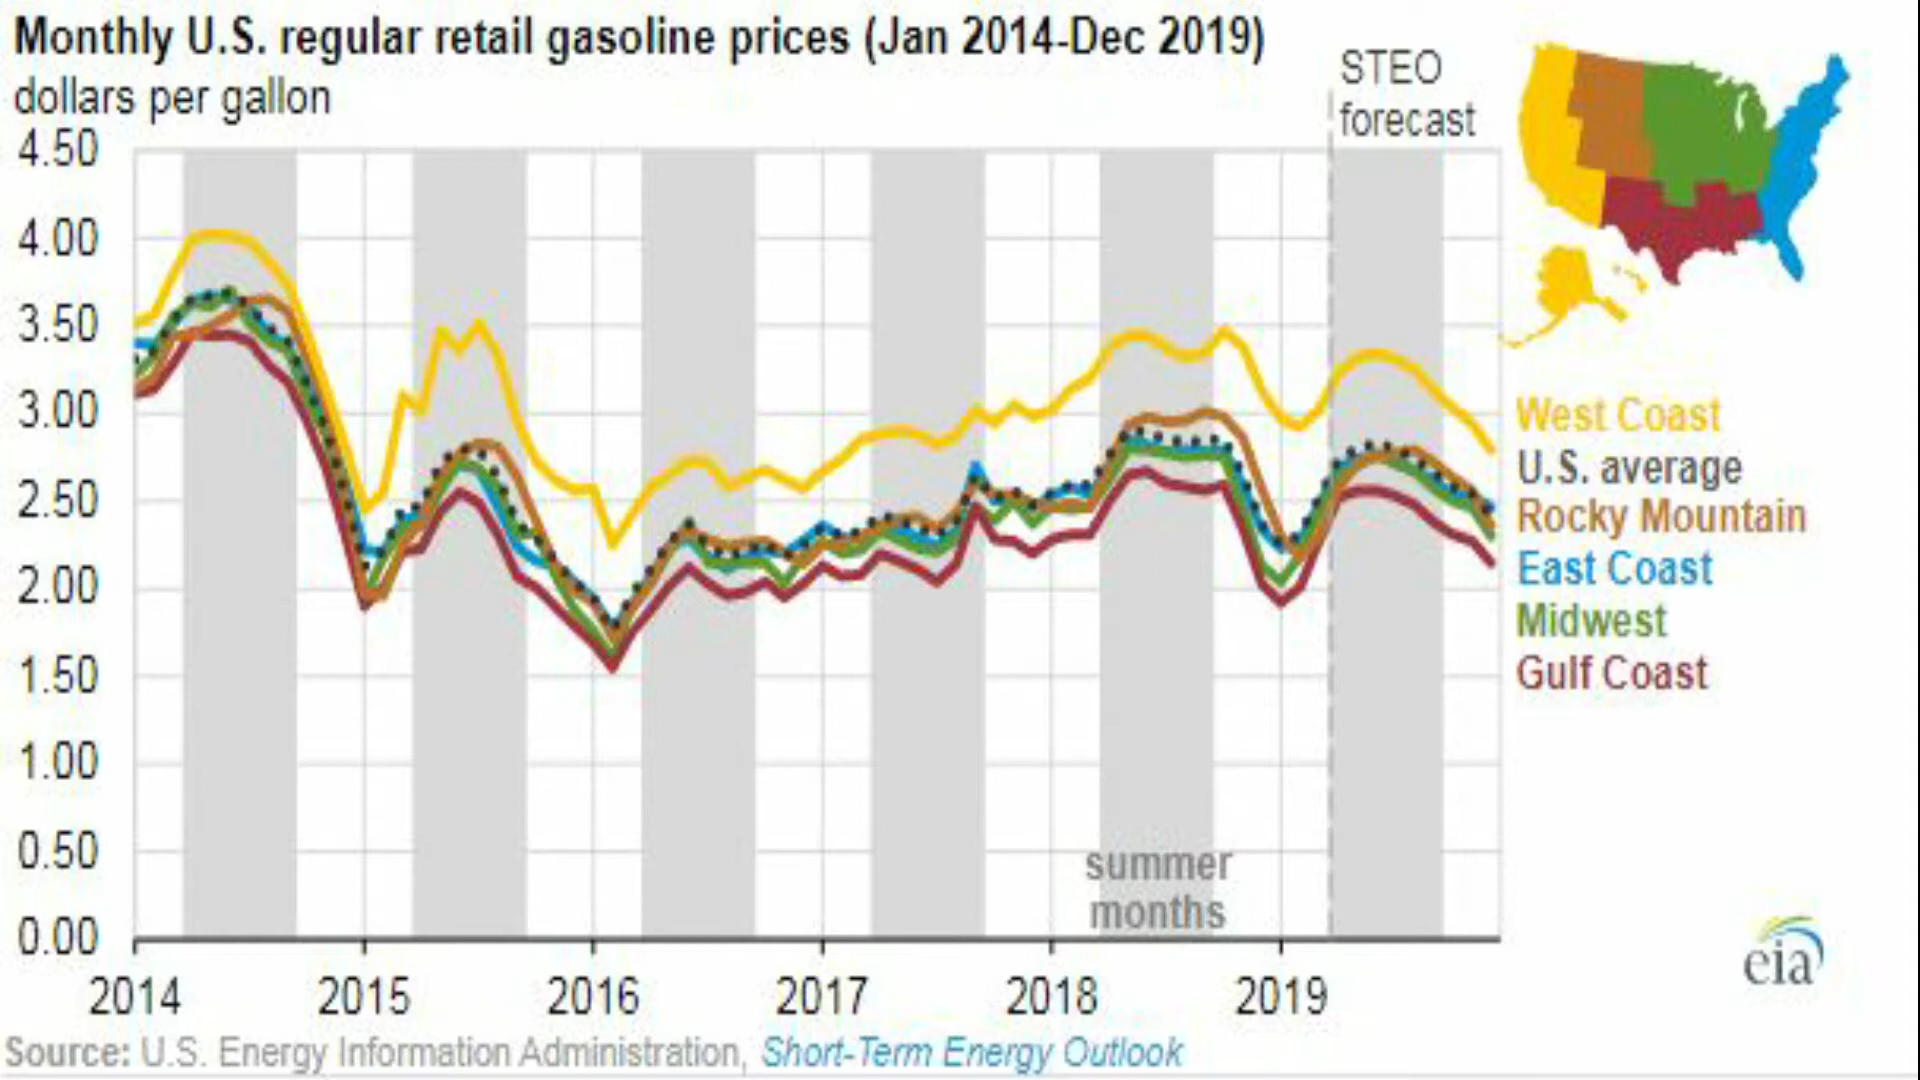 Monthly U.S. regular retail gasoline prices (Jan 2014-Dec 2019)
dollars per gallon
STEO
forecast
4.50
4.00
3.50
3.00
2.50
2.00
1.50
1.00
0.50
0.00
West Coast
U.S. average
Rocky Mountain
East Coast
Midwest
Gulf Coast
summer
months
2014 2015 2016 2017 2018 2019
eia
Source: U.S. Energy Information Administration, Short-Term Energy Outlook